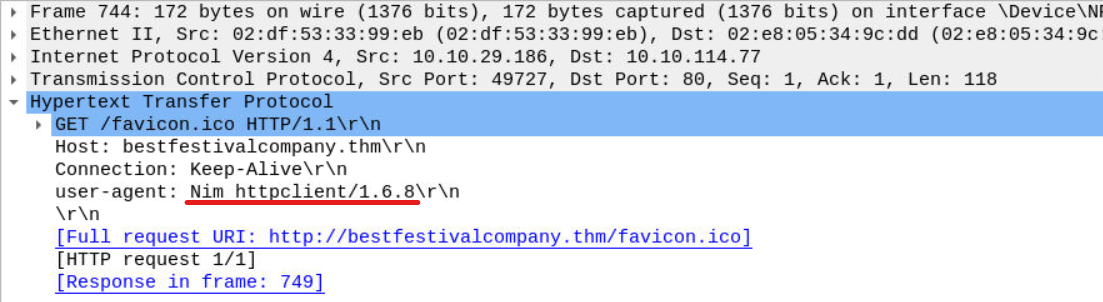 Frame 744: 172 bytes on wire (1376 bits), 172 bytes captured (1376 bits) on interface \Device\NP
Ethernet II, Src: 02:df:53:33:99:eb (02:df:53:33:99:eb), Dst: 02:e8:05:34:9c:dd (02:e8:05:34:9c:
Internet Protocol Version 4, Src: 10.10.29.186, Dst: 10.10.114.77
Transmission Control Protocol, Src Port: 49727, Dst Port: 80, Seq: 1, Ack: 1, Len: 118
Hypertext Transfer Protocol
GET /favicon.ico HTTP/1.1\r\n
Host: bestfestivalcompany.thm\r\n
Connection: Keep-Alive\r\n
user-agent: Nim httpclient/1.6.8\r\n
\r\n
[Full request URI: http://bestfestivalcompany.thm/favicon.ico]
[HTTP request 1/1]
[Response in frame: 749]